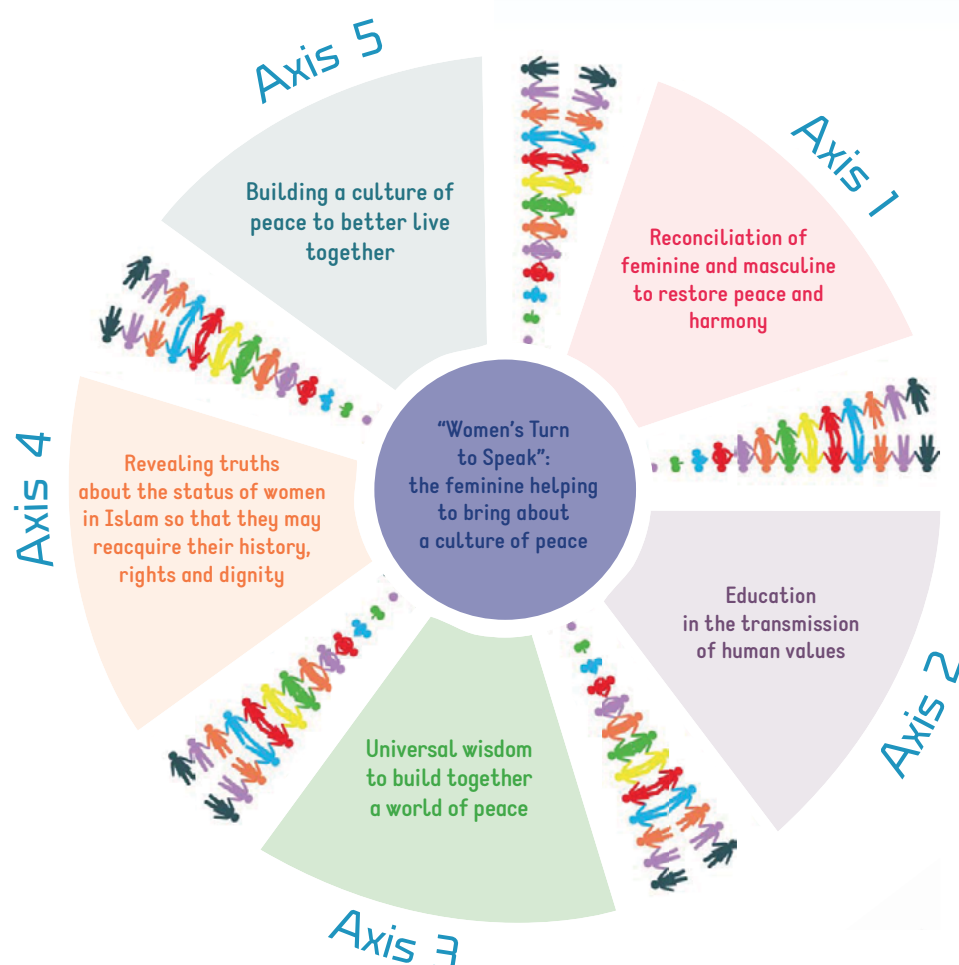 “Women’s Turn
to Speak”:
the feminine helping
to bring about
a culture of peace
Axis 1
Reconciliation of
feminine and masculine
to restore peace and
harmony
Axis 2
Education
in the transmission
of human values
Axis 3
Universal wisdom
to build together
a world of peace
Axis 4
Revealing truths
about the status of women
in Islam so that they may
reacquire their history,
rights and dignity
Axis 5
Building a culture of
peace to better live
together